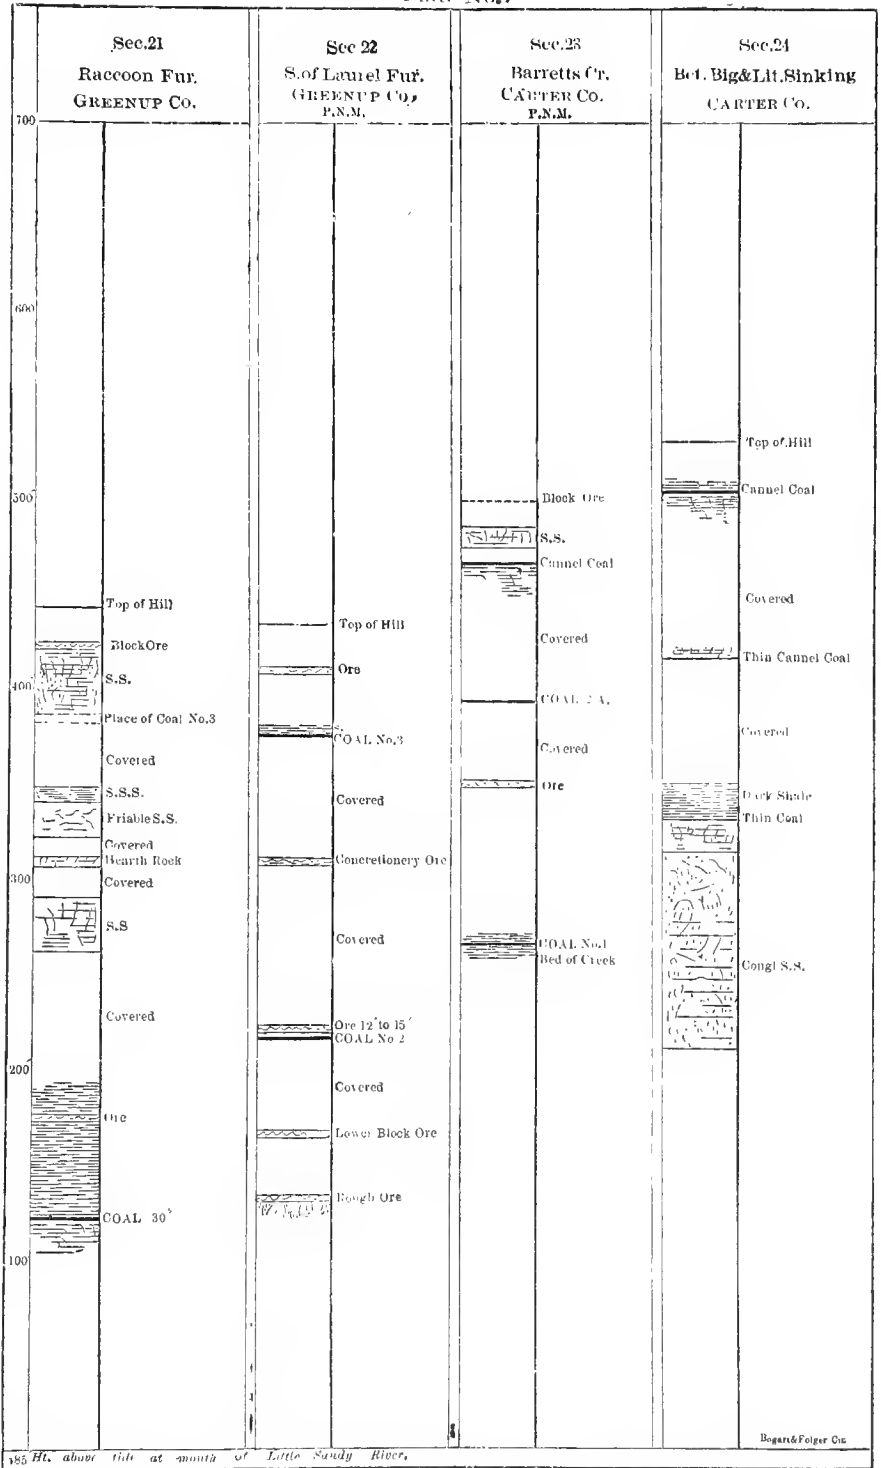 Sec.21
Raccoon Fur.
GREENUP Co.
Sec 22
S.of Laurel Fur.
GREENUP Co,
P.N.M.
Sec.23
Barretts Cr.
CARTER Co.
P.N.M.
Sec.24
Bet. Big&Lit.Sinking
CARTER Co.
700
600
500
400
300
200
100
Top of Hill
Block Ore
S.S.
Place of Coal No.3
Covered
S.S.S.
Friable S.S.
Covered
Hearth Rock
Covered
S.S
Covered
Ore
COAL 30"
Top of Hill
Ore
COAL No.3
Covered
Concretionery Ore
Covered
Ore 12" to 15"
COAL No 2
Covered
Lower Block Ore
Rough Ore
Block Ore
S.S.
Cannel Coal
Covered
COAL 2 A.
Covered
Ore
COAL No.1
Bed of Creek
Top of Hill
Cannel Coal
Covered
Thin Cannel Coal
Covered
Dark Shale
Thin Coal
Congl S.S.
Bogart&Folger Cin
485 Ht. above tide at mouth of Little Sandy River.